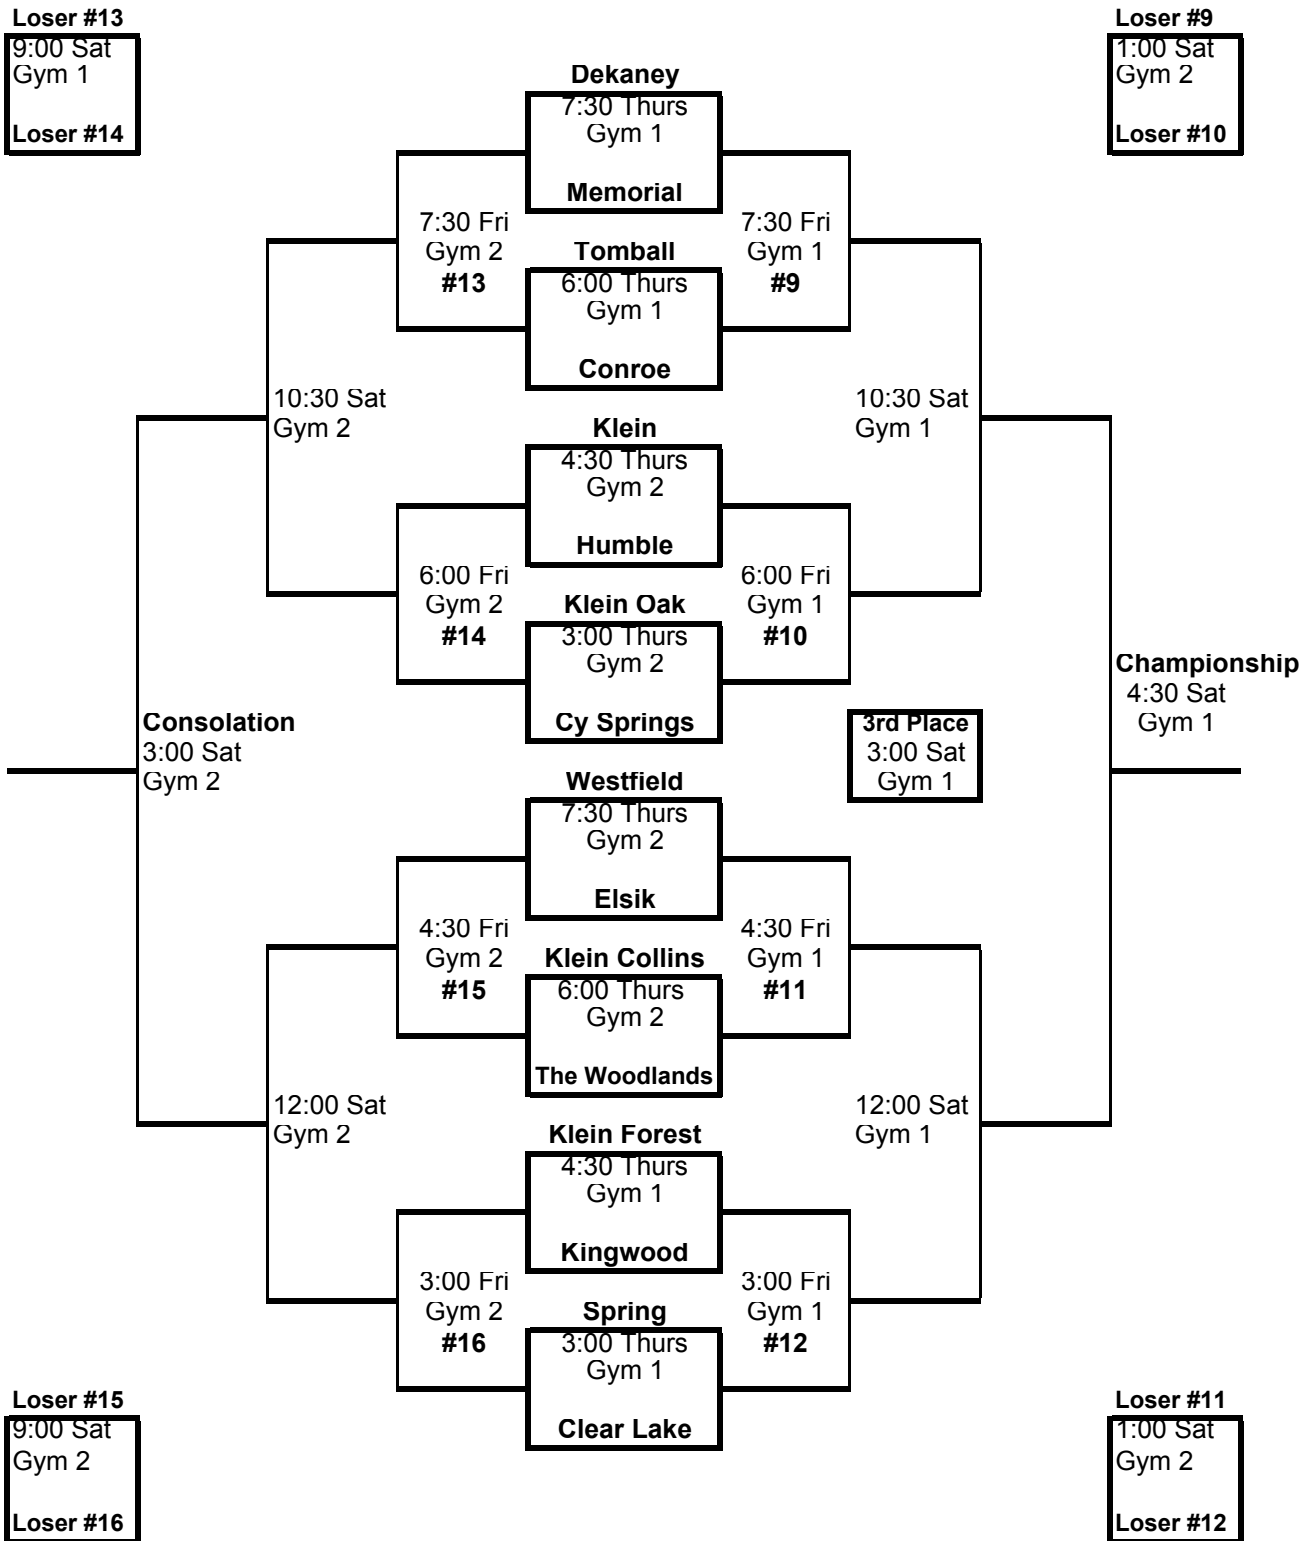 Loser #13
9:00 Sat
Gym 1
Loser #14
Loser #9
1:00 Sat
Gym 2
Loser #10
Dekaney
7:30 Thurs
Gym 1
Memorial
7:30 Fri
Gym 2
#13
7:30 Fri
Gym 1
#9
Tomball
6:00 Thurs
Gym 1
Conroe
10:30 Sat
Gym 2
10:30 Sat
Gym 1
Klein
4:30 Thurs
Gym 2
Humble
6:00 Fri
Gym 2
#14
6:00 Fri
Gym 1
#10
Klein Oak
3:00 Thurs
Gym 2
Cy Springs
Championship
4:30 Sat
Gym 1
Consolation
3:00 Sat
Gym 2
3rd Place
3:00 Sat
Gym 1
Westfield
7:30 Thurs
Gym 2
Elsik
4:30 Fri
Gym 2
#15
4:30 Fri
Gym 1
#11
Klein Collins
6:00 Thurs
Gym 2
The Woodlands
12:00 Sat
Gym 2
12:00 Sat
Gym 1
Klein Forest
4:30 Thurs
Gym 1
Kingwood
3:00 Fri
Gym 2
#16
3:00 Fri
Gym 1
#12
Spring
3:00 Thurs
Gym 1
Clear Lake
Loser #15
9:00 Sat
Gym 2
Loser #16
Loser #11
1:00 Sat
Gym 2
Loser #12